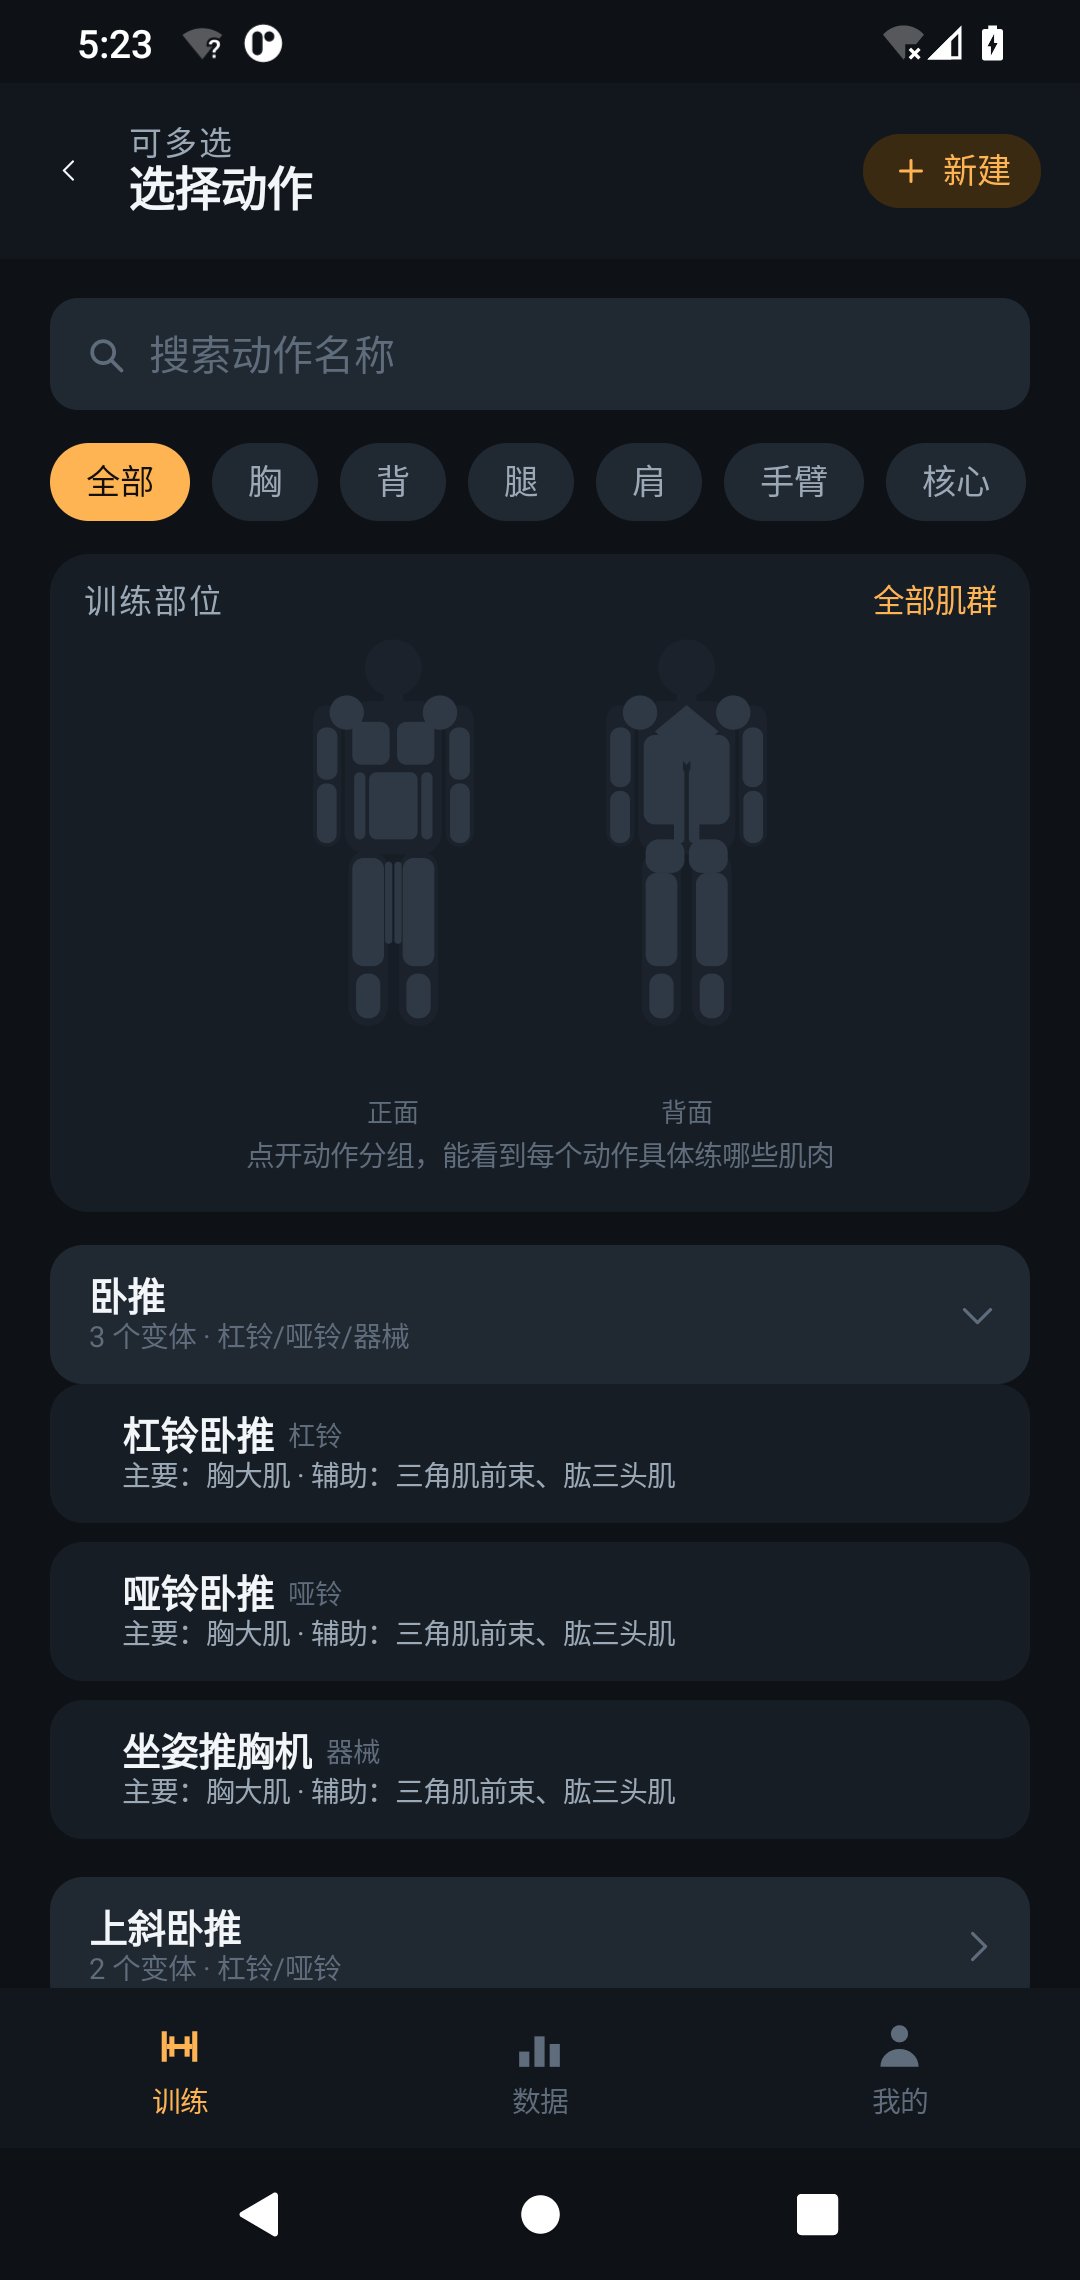 5:23
可多选
选择动作
新建
搜索动作名称
全部 胸 背 腿 肩 手臂 核心
训练部位 全部肌群
正面 背面
点开动作分组，能看到每个动作具体练哪些肌肉
卧推
3 个变体 · 杠铃/哑铃/器械
杠铃卧推 杠铃
主要：胸大肌 · 辅助：三角肌前束、肱三头肌
哑铃卧推 哑铃
主要：胸大肌 · 辅助：三角肌前束、肱三头肌
坐姿推胸机 器械
主要：胸大肌 · 辅助：三角肌前束、肱三头肌
上斜卧推
2 个变体 · 杠铃/哑铃
训练 数据 我的